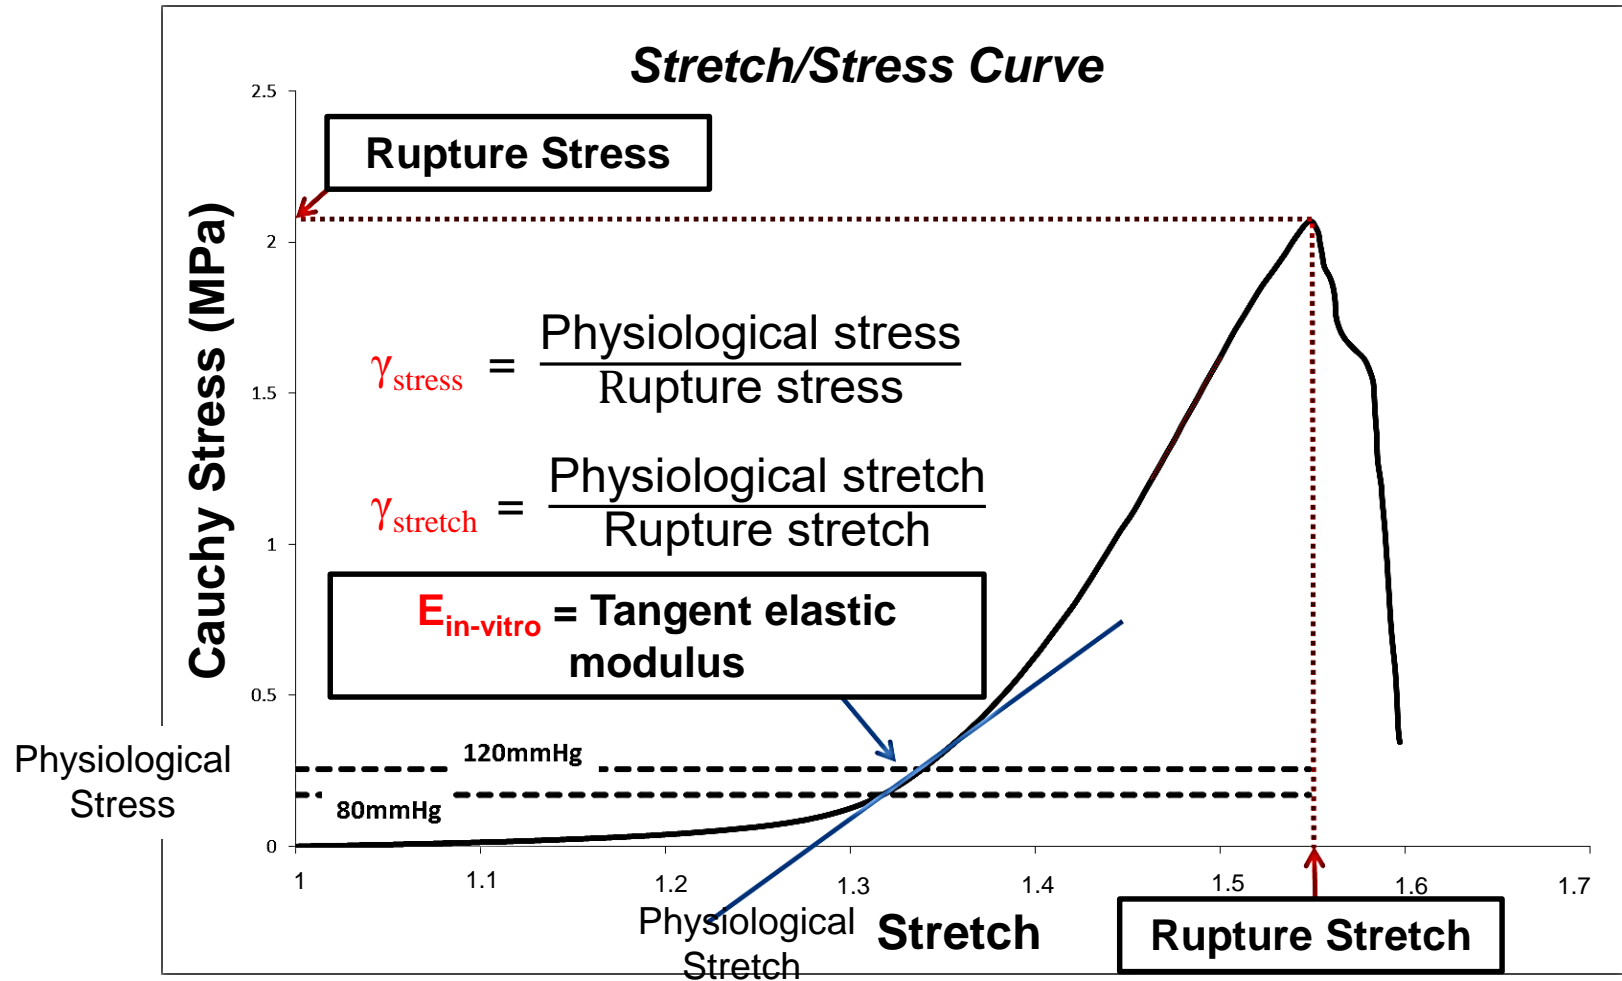 Stretch/Stress Curve
2.5
Rupture Stress
2
Cauchy Stress (MPa)
γstress = Physiological stress
Rupture stress
1.5
γstretch = Physiological stretch
Rupture stretch
1
Ein-vitro = Tangent elastic
modulus
0.5
Physiological
Stress
120mmHg
80mmHg
0
1 1.1 1.2 1.3 1.4 1.5 1.6 1.7
Physiological
Stretch
Stretch
Rupture Stretch